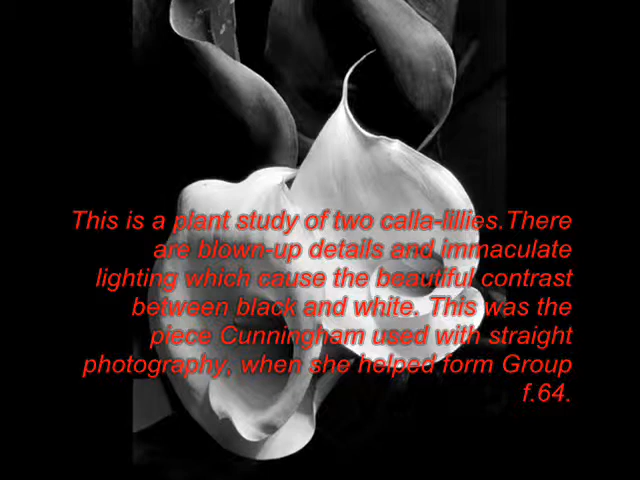 This is a plant study of two calla-lillies.There
are blown-up details and immaculate
lighting which cause the beautiful contrast
between black and white. This was the
piece Cunningham used with straight
photography, when she helped form Group
f.64.